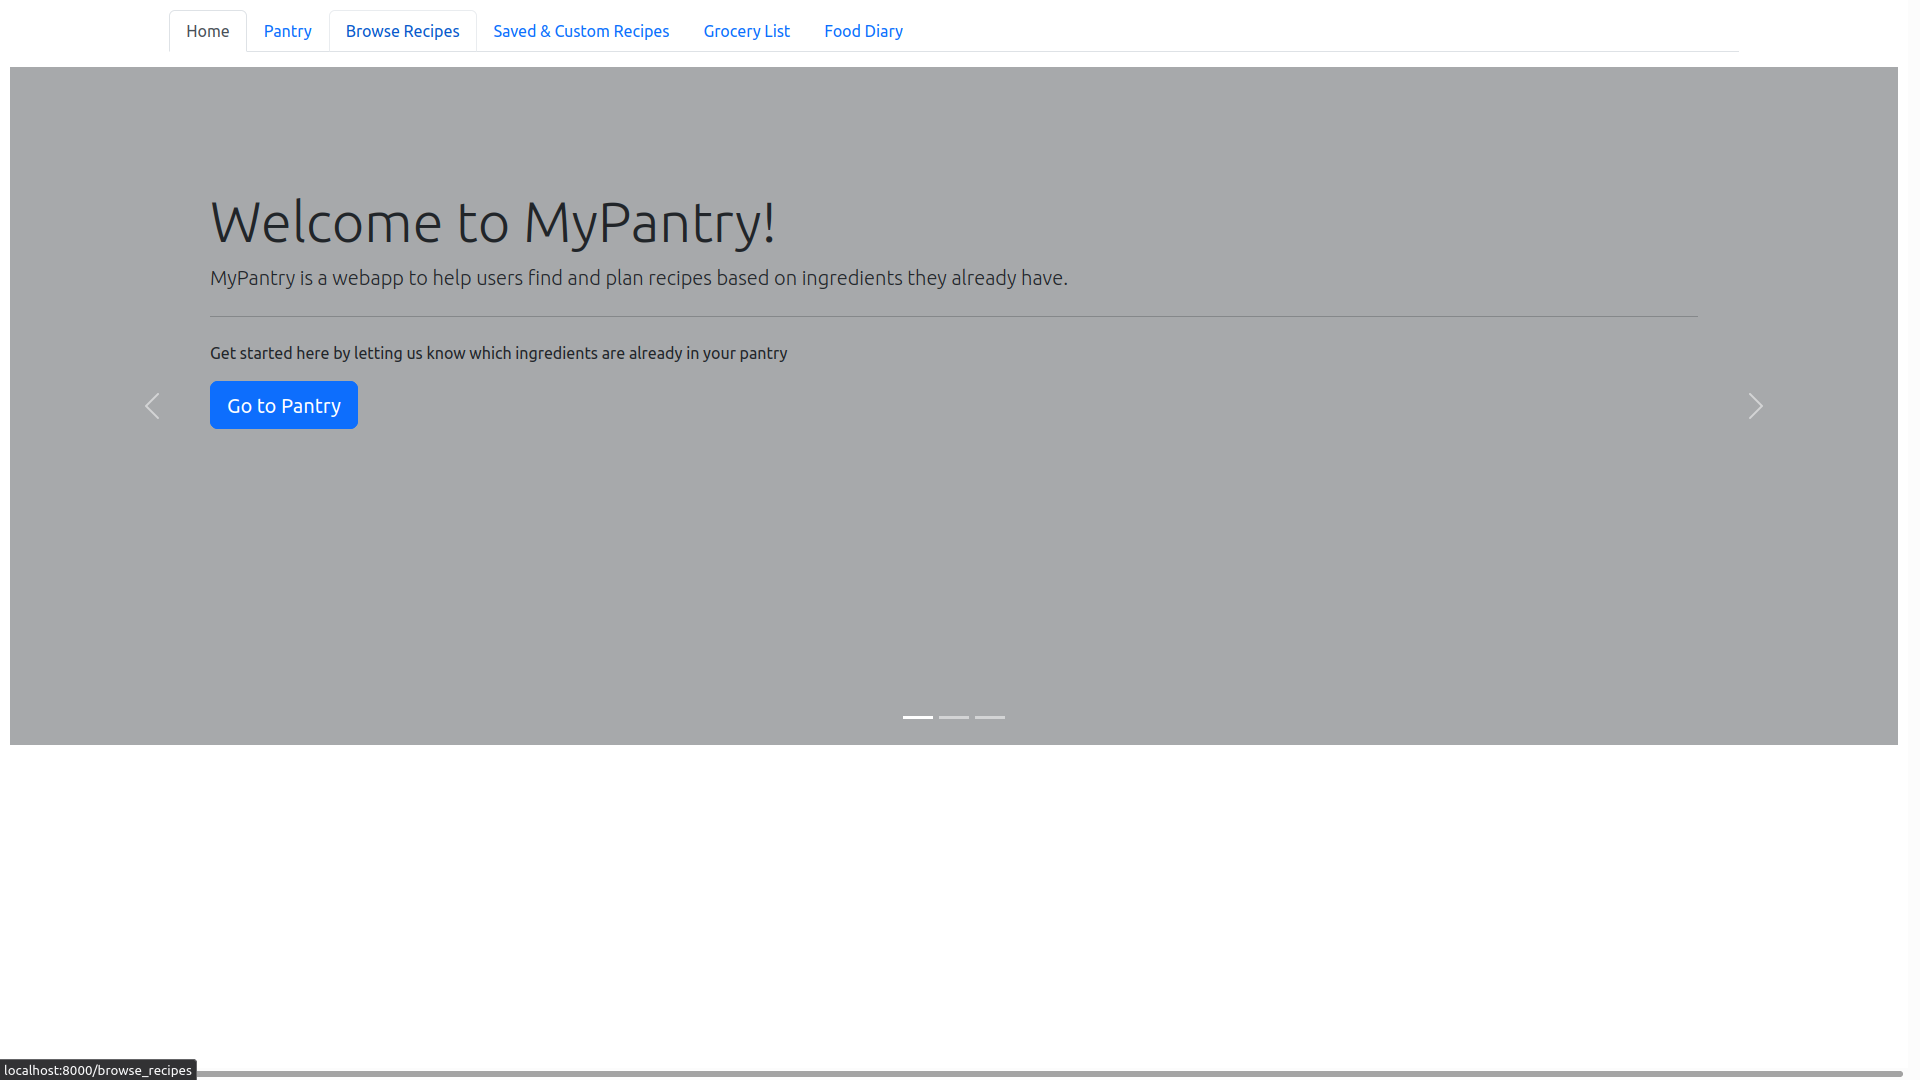 Home Pantry Browse Recipes Saved & Custom Recipes Grocery List Food Diary
Welcome to MyPantry!
MyPantry is a webapp to help users find and plan recipes based on ingredients they already have.
Get started here by letting us know which ingredients are already in your pantry
Go to Pantry
localhost:8000/browse_recipes